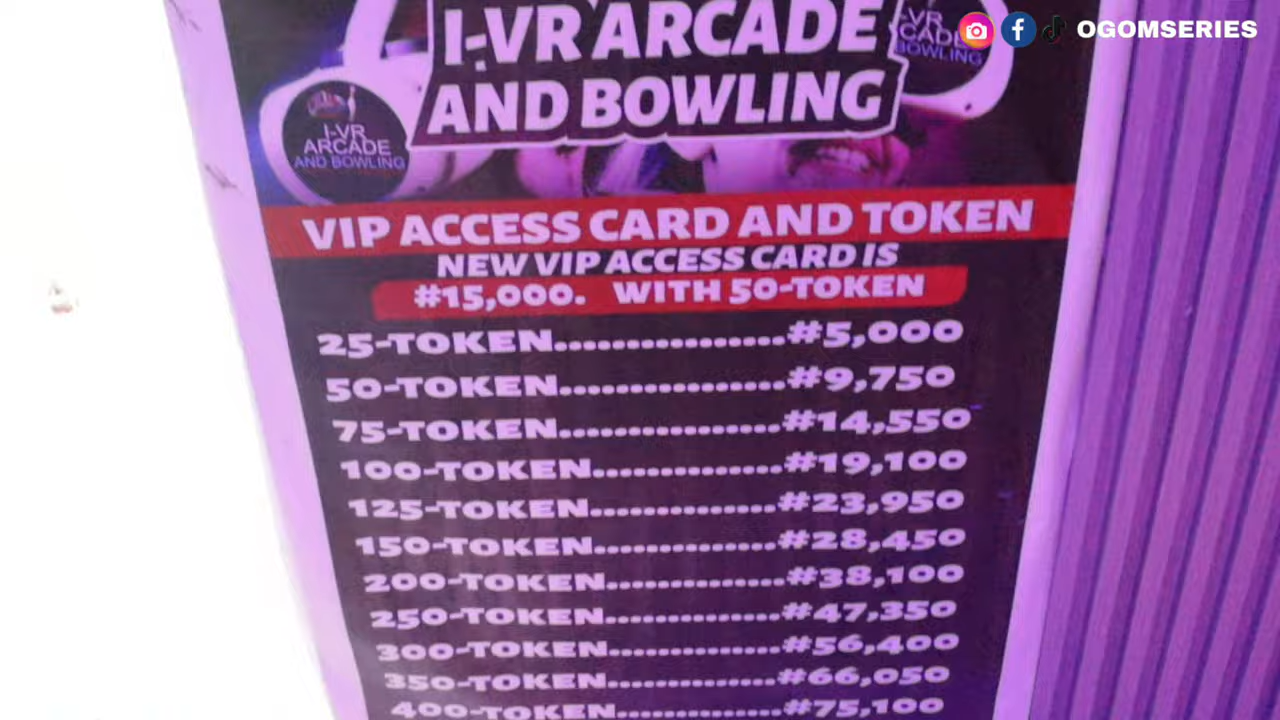 I-VR ARCADE
AND BOWLING
-VR
CADE
BOWLING
OGOMSERIES
I-VR
ARCADE
AND BOWLING
VIP ACCESS CARD AND TOKEN
NEW VIP ACCESS CARD IS
#15,000. WITH 50-TOKEN
25-TOKEN................#5,000
50-TOKEN................#9,750
75-TOKEN................#14,550
100-TOKEN.............#19,100
125-TOKEN.............#23,950
150-TOKEN.............#28,450
200-TOKEN.............#38,100
250-TOKEN.............#47,350
300-TOKEN.............#56,400
350-TOKEN.............#66,050
400-TOKEN.............#75,100